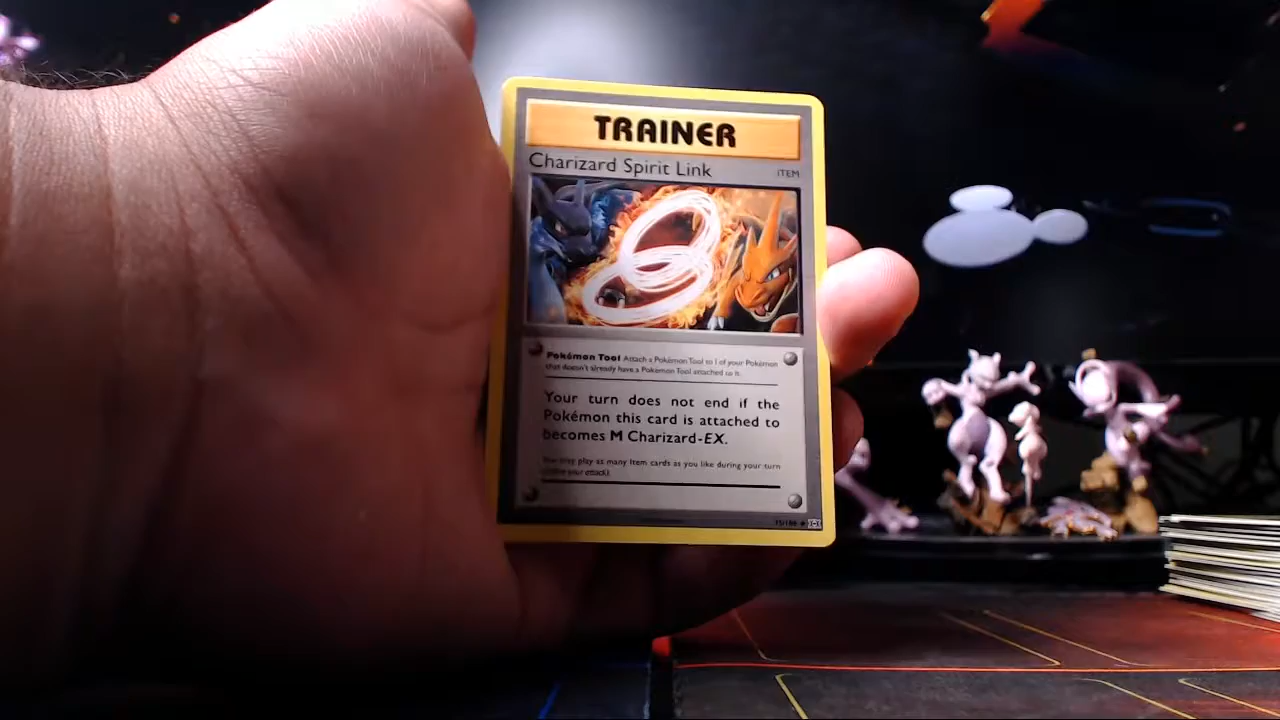 TRAINER
Charizard Spirit Link
ITEM
Pokémon Tool Attach a Pokémon Tool to 1 of your Pokémon
that doesn't already have a Pokémon Tool attached to it.
Your turn does not end if the
Pokémon this card is attached to
becomes M Charizard-EX.
You may play as many Item cards as you like during your turn
your attack).
75/108